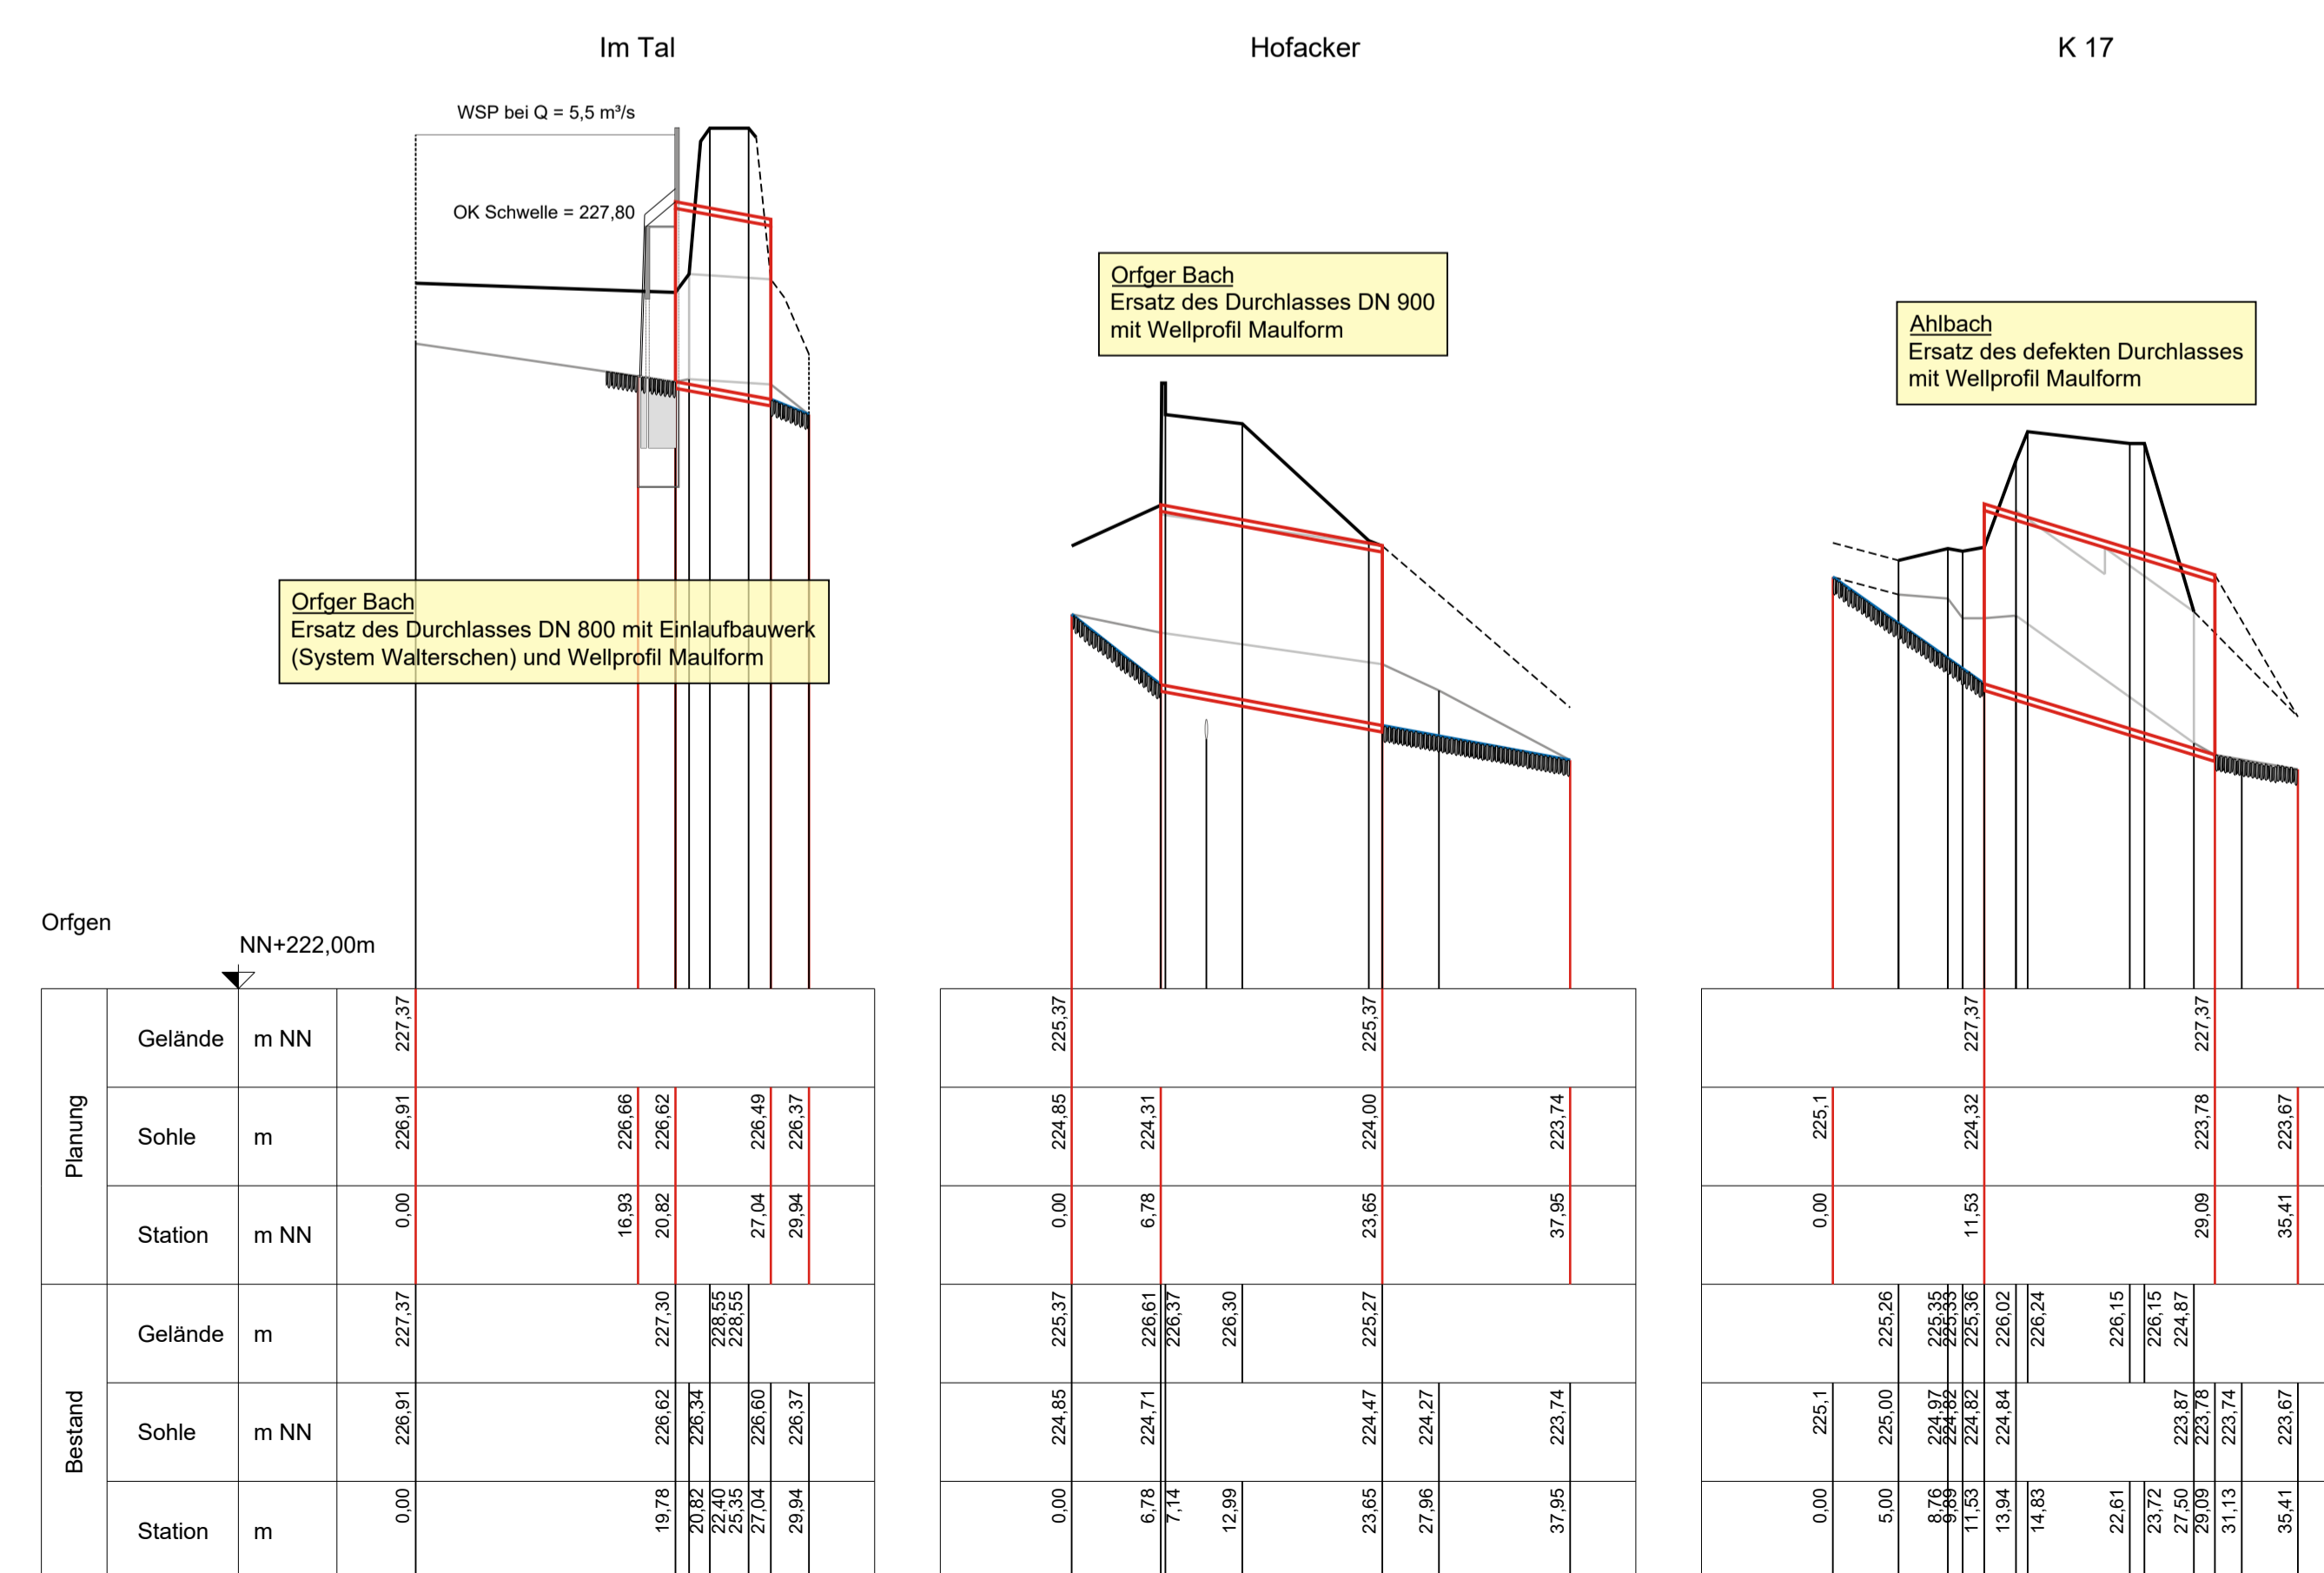 Im Tal
Hofacker
K 17
WSP bei Q = 5,5 m³/s
OK Schwelle = 227,80
Orfger Bach
Ersatz des Durchlasses DN 900
mit Wellprofil Maulform
Ahlbach
Ersatz des defekten Durchlasses
mit Wellprofil Maulform
Orfger Bach
Ersatz des Durchlasses DN 800 mit Einlaufbauwerk
(System Walterschen) und Wellprofil Maulform
Orfgen
NN+222,00m
Planung
Gelände m NN 227,37 225,37 225,37 227,37 227,37
Sohle m 226,91 226,66 226,62 226,49 226,37 224,85 224,31 224,00 223,74 225,1 224,32 223,78 223,67
Station m NN 0,00 16,93 20,82 27,04 29,94 0,00 6,78 23,65 37,95 0,00 11,53 29,09 35,41
Bestand
Gelände m 227,37 227,30 228,55 228,55 225,37 226,61 226,37 226,30 225,27 225,26 225,35 225,33 225,36 226,02 226,24 226,15 226,15 224,87
Sohle m NN 226,91 226,62 226,34 226,60 226,37 224,85 224,71 224,47 224,27 223,74 225,1 225,00 224,97 224,82 224,82 224,84 223,87 223,78 223,74 223,67
Station m 0,00 19,78 20,82 22,40 25,35 27,04 29,94 0,00 6,78 7,14 12,99 23,65 27,96 37,95 0,00 5,00 8,76 9,89 11,53 13,94 14,83 22,61 23,72 27,50 29,09 31,13 35,41